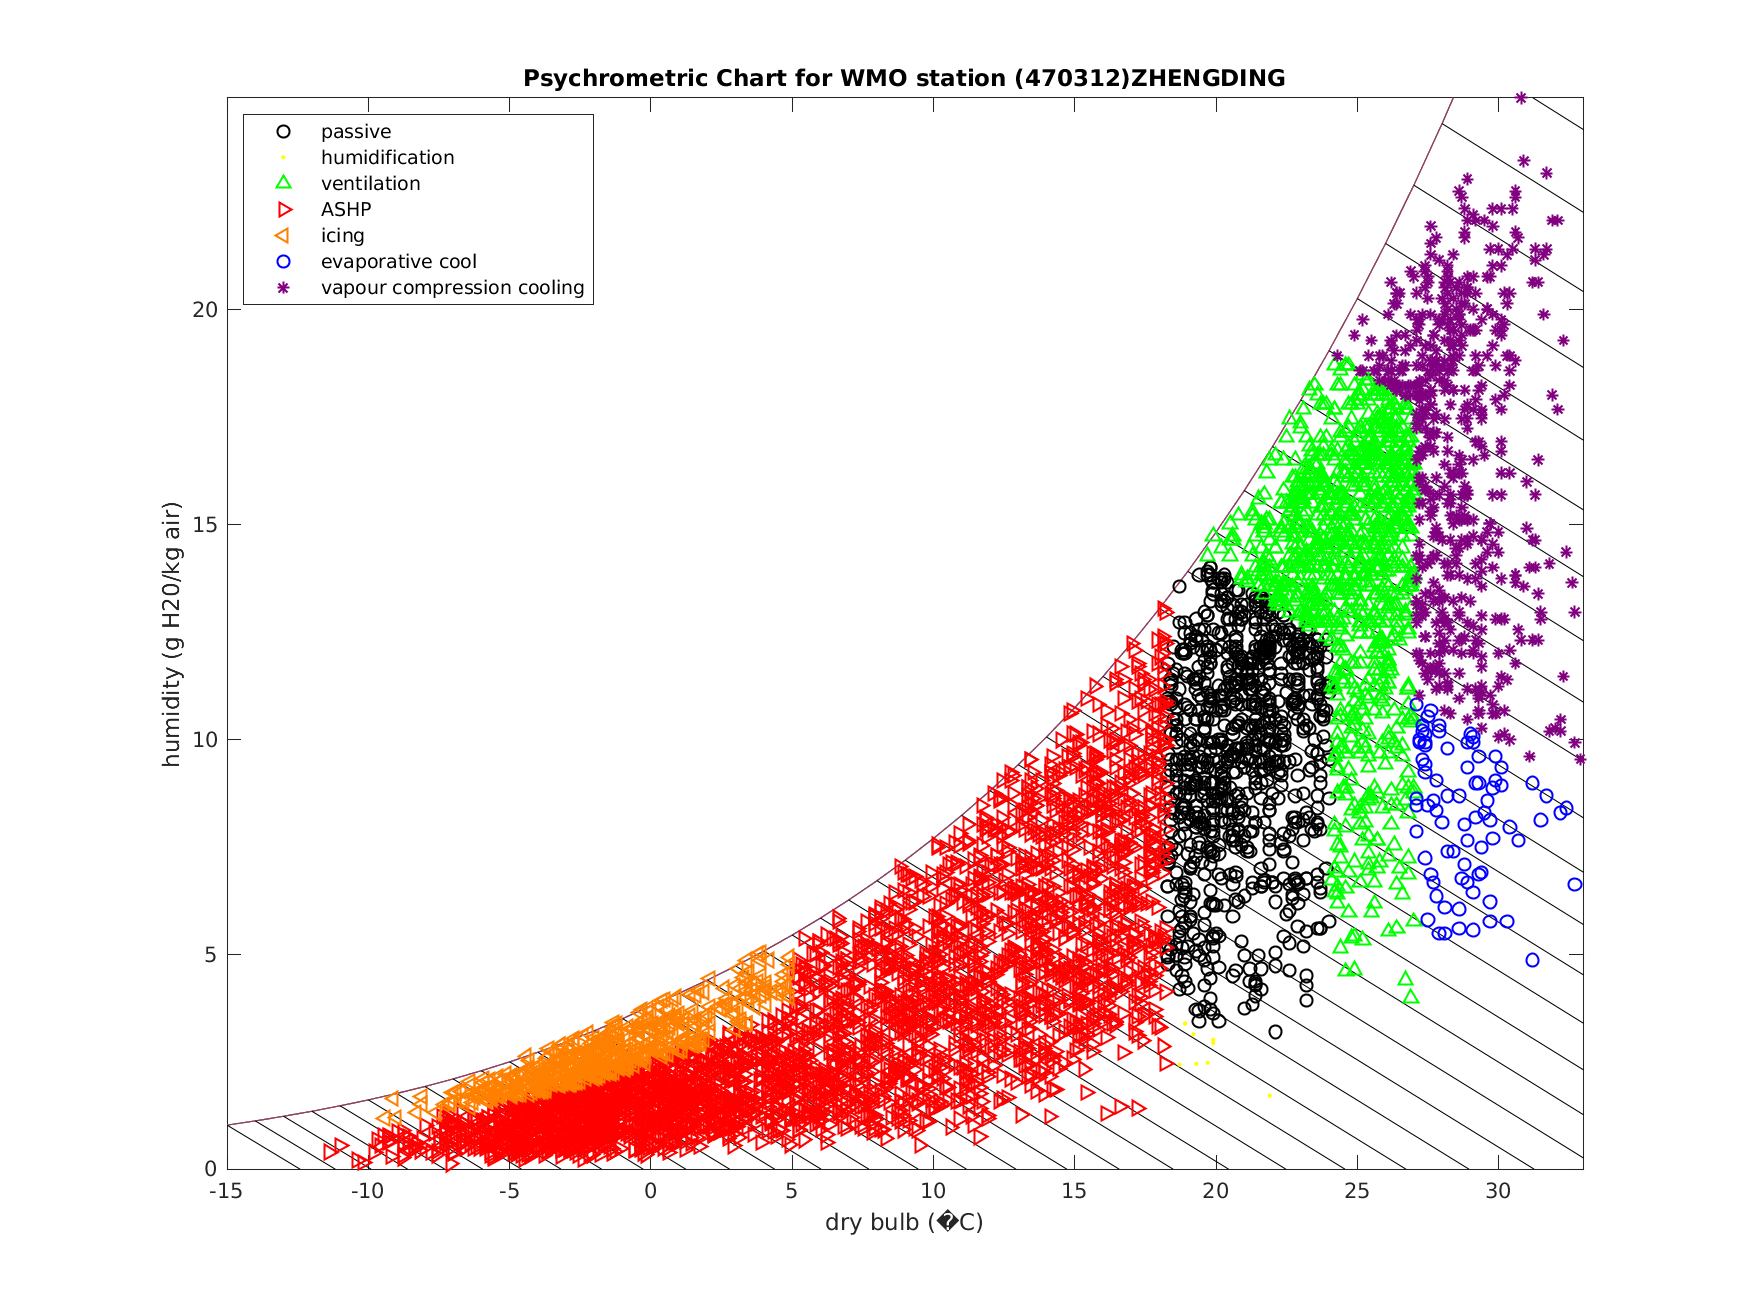 Psychrometric Chart for WMO station (470312)ZHENGDING
passive
humidification
ventilation
ASHP
icing
evaporative cool
vapour compression cooling
humidity (g H20/kg air)
20
15
10
5
0
-15 -10 -5 0 5 10 15 20 25 30
dry bulb (�C)